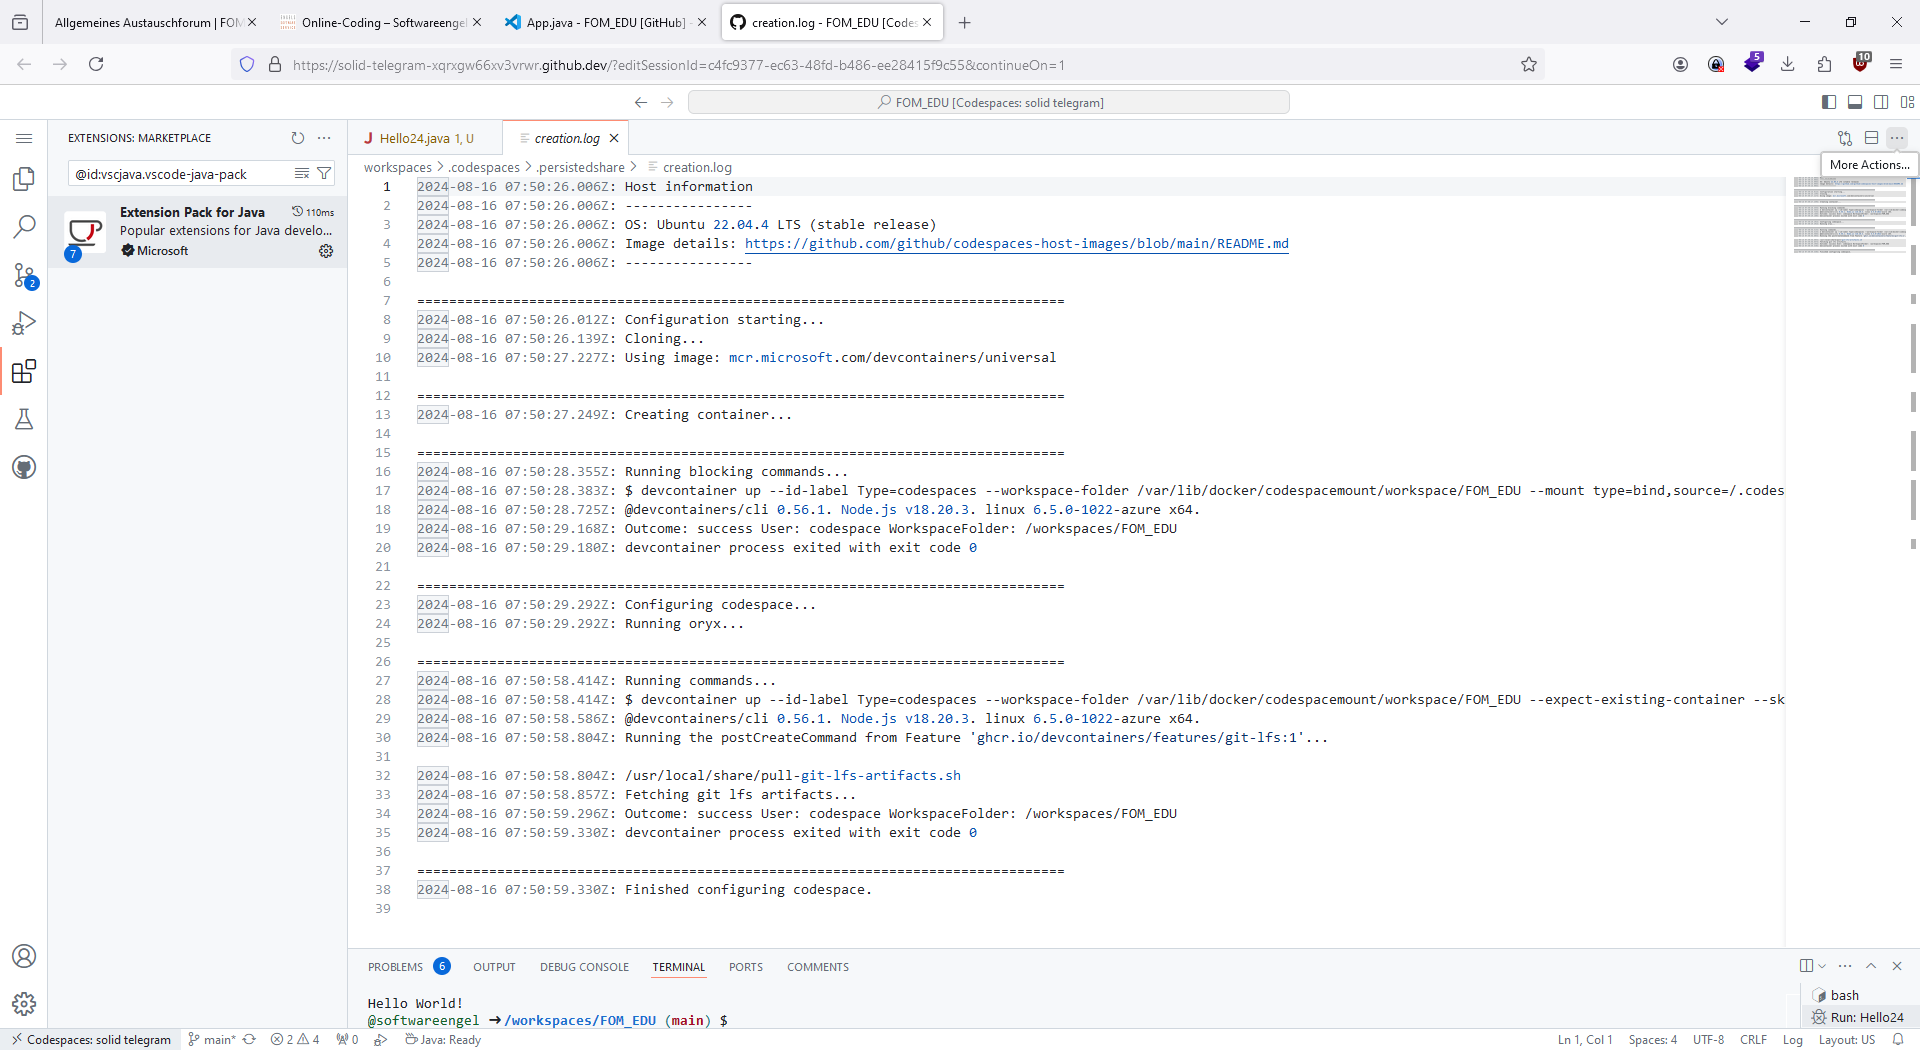 Allgemeines Austauschforum | FOM
Online-Coding – Softwareengel
App.java - FOM_EDU [GitHub] -
creation.log - FOM_EDU [Codes
https://solid-telegram-xqrxgw66xv3vrwr.github.dev/?editSessionId=c4fc9377-ec63-48fd-b486-ee28415f9c55&continueOn=1
5
10
FOM_EDU [Codespaces: solid telegram]
EXTENSIONS: MARKETPLACE
@id:vscjava.vscode-java-pack
Extension Pack for Java
110ms
Popular extensions for Java develo...
Microsoft
7
2
Hello24.java 1, U
creation.log
More Actions...
workspaces > .codespaces > .persistedshare > creation.log
1 2024-08-16 07:50:26.006Z: Host information
2 2024-08-16 07:50:26.006Z: ----------------
3 2024-08-16 07:50:26.006Z: OS: Ubuntu 22.04.4 LTS (stable release)
4 2024-08-16 07:50:26.006Z: Image details: https://github.com/github/codespaces-host-images/blob/main/README.md
5 2024-08-16 07:50:26.006Z: ----------------
6
7 =================================================================================
8 2024-08-16 07:50:26.012Z: Configuration starting...
9 2024-08-16 07:50:26.139Z: Cloning...
10 2024-08-16 07:50:27.227Z: Using image: mcr.microsoft.com/devcontainers/universal
11
12 =================================================================================
13 2024-08-16 07:50:27.249Z: Creating container...
14
15 =================================================================================
16 2024-08-16 07:50:28.355Z: Running blocking commands...
17 2024-08-16 07:50:28.383Z: $ devcontainer up --id-label Type=codespaces --workspace-folder /var/lib/docker/codespacemount/workspace/FOM_EDU --mount type=bind,source=/.codes
18 2024-08-16 07:50:28.725Z: @devcontainers/cli 0.56.1. Node.js v18.20.3. linux 6.5.0-1022-azure x64.
19 2024-08-16 07:50:29.168Z: Outcome: success User: codespace WorkspaceFolder: /workspaces/FOM_EDU
20 2024-08-16 07:50:29.180Z: devcontainer process exited with exit code 0
21
22 =================================================================================
23 2024-08-16 07:50:29.292Z: Configuring codespace...
24 2024-08-16 07:50:29.292Z: Running oryx...
25
26 =================================================================================
27 2024-08-16 07:50:58.414Z: Running commands...
28 2024-08-16 07:50:58.414Z: $ devcontainer up --id-label Type=codespaces --workspace-folder /var/lib/docker/codespacemount/workspace/FOM_EDU --expect-existing-container --sk
29 2024-08-16 07:50:58.586Z: @devcontainers/cli 0.56.1. Node.js v18.20.3. linux 6.5.0-1022-azure x64.
30 2024-08-16 07:50:58.804Z: Running the postCreateCommand from Feature 'ghcr.io/devcontainers/features/git-lfs:1'...
31
32 2024-08-16 07:50:58.804Z: /usr/local/share/pull-git-lfs-artifacts.sh
33 2024-08-16 07:50:58.857Z: Fetching git lfs artifacts...
34 2024-08-16 07:50:59.296Z: Outcome: success User: codespace WorkspaceFolder: /workspaces/FOM_EDU
35 2024-08-16 07:50:59.330Z: devcontainer process exited with exit code 0
36
37 =================================================================================
38 2024-08-16 07:50:59.330Z: Finished configuring codespace.
39
PROBLEMS 6 OUTPUT DEBUG CONSOLE TERMINAL PORTS COMMENTS
Hello World!
@softwareengel ➜ /workspaces/FOM_EDU (main) $
bash
Run: Hello24
Codespaces: solid telegram
main*
2 4
0
Java: Ready
Ln 1, Col 1
Spaces: 4
UTF-8
CRLF
Log
Layout: US